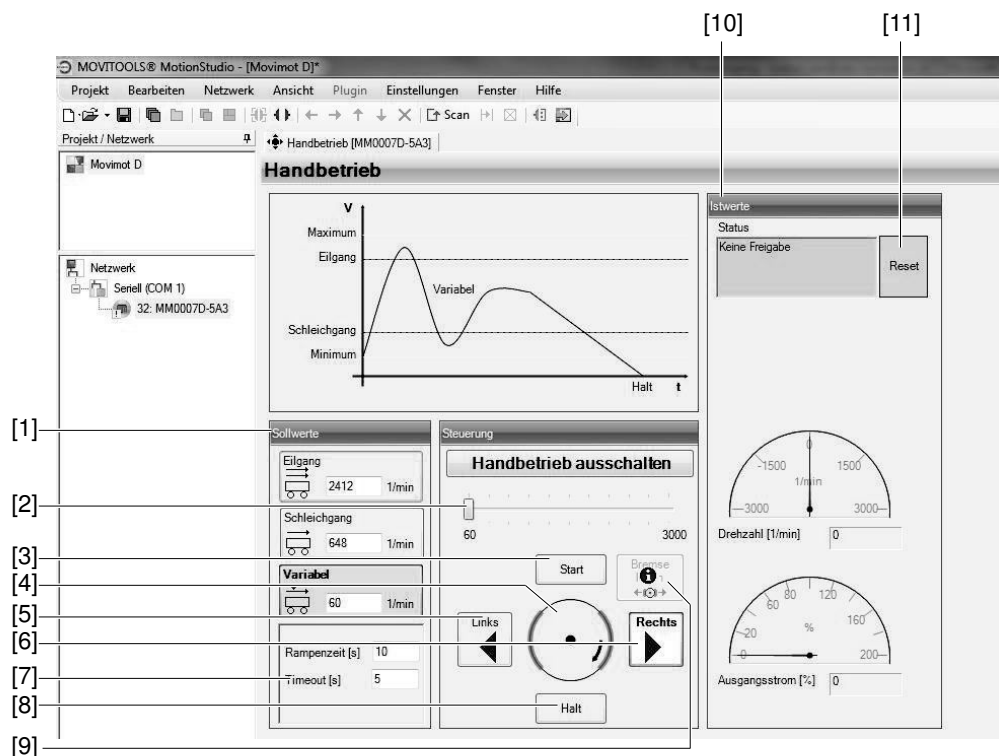 [10] [11]
MOVITOOLS® MotionStudio - [Movimot D]*
Projekt Bearbeiten Netzwerk Ansicht Plugin Einstellungen Fenster Hilfe
Scan
Projekt / Netzwerk
Handbetrieb [MM0007D-5A3]
Movimot D
Handbetrieb
V
Maximum
Eilgang
Variabel
Schleichgang
Minimum
Halt t
Istwerte
Status
Keine Freigabe
Reset
Netzwerk
Seriell (COM 1)
32: MM0007D-5A3
[1]
Sollwerte
Eilgang
2412 1/min
Schleichgang
648 1/min
Variabel
60 1/min
Rampenzeit [s] 10
Timeout [s] 5
Steuerung
Handbetrieb ausschalten
[2]
60 3000
[3]
Start
Bremse
[4]
[5]
Links
Rechts
[6]
[7]
[8]
Halt
[9]
0
-1500 1500
1/min
-3000 3000
Drehzahl [1/min] 0
80 120
60 160
%
20
0 200
Ausgangsstrom [%] 0